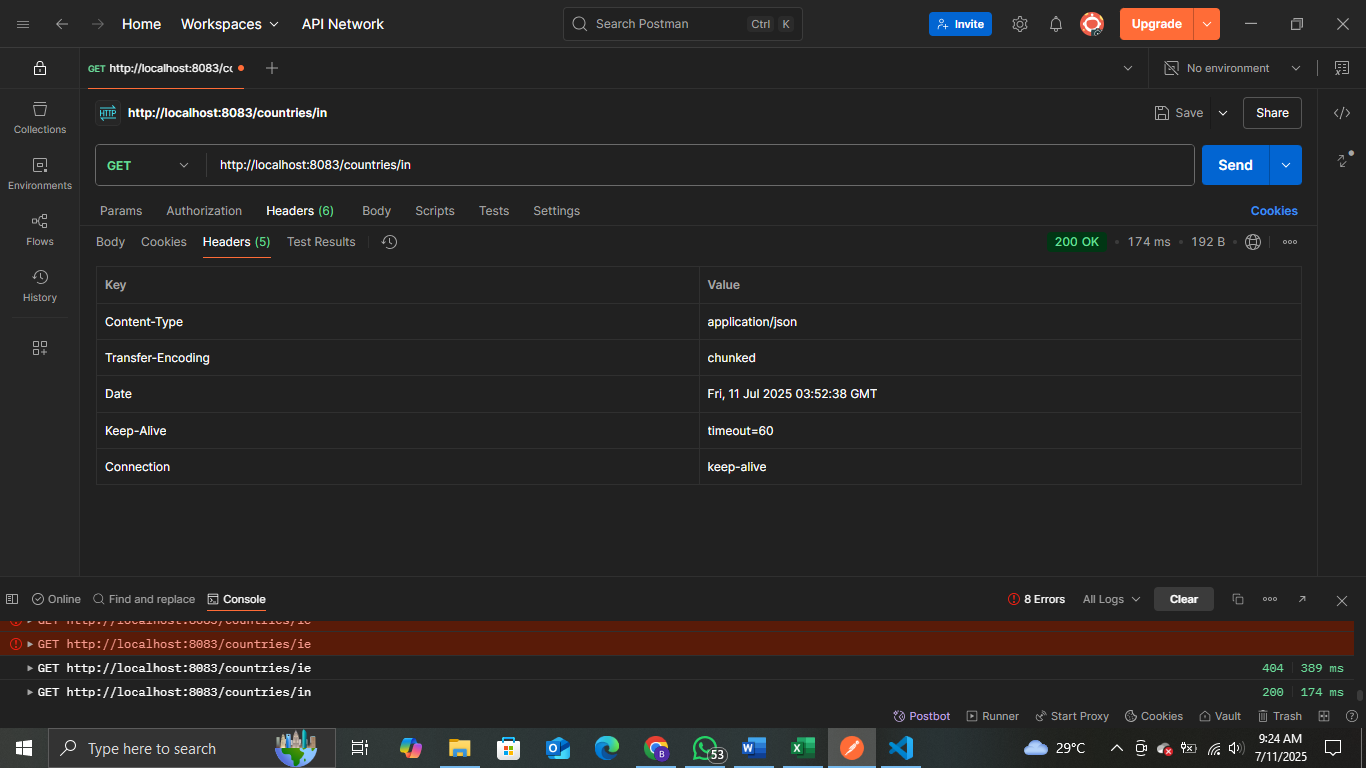 Home Workspaces API Network Search Postman Ctrl K Invite Upgrade
GET http://localhost:8083/cc No environment
HTTP http://localhost:8083/countries/in Save Share
Collections
GET http://localhost:8083/countries/in Send
Environments
Params Authorization Headers (6) Body Scripts Tests Settings Cookies
Flows
Body Cookies Headers (5) Test Results 200 OK 174 ms 192 B
History
Key Value
Content-Type application/json
Transfer-Encoding chunked
Date Fri, 11 Jul 2025 03:52:38 GMT
Keep-Alive timeout=60
Connection keep-alive
Online Find and replace Console 8 Errors All Logs Clear
GET http://localhost:8083/countries/ie
GET http://localhost:8083/countries/ie
GET http://localhost:8083/countries/ie 404 389 ms
GET http://localhost:8083/countries/in 200 174 ms
Postbot Runner Start Proxy Cookies Vault Trash
Type here to search 53 29°C 9:24 AM
7/11/2025